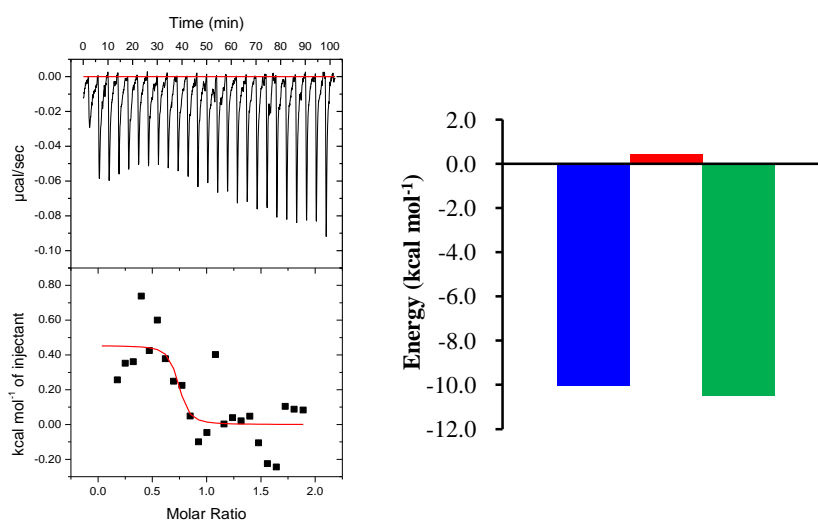 Time (min)
0 10 20 30 40 50 60 70 80 90 100
0.00
-0.02
-0.04
-0.06
-0.08
-0.10
µcal/sec
0.80
0.60
0.40
0.20
0.00
-0.20
kcal mol⁻¹ of injectant
0.0 0.5 1.0 1.5 2.0
Molar Ratio
2.0
0.0
-2.0
-4.0
-6.0
-8.0
-10.0
-12.0
Energy (kcal mol⁻¹)